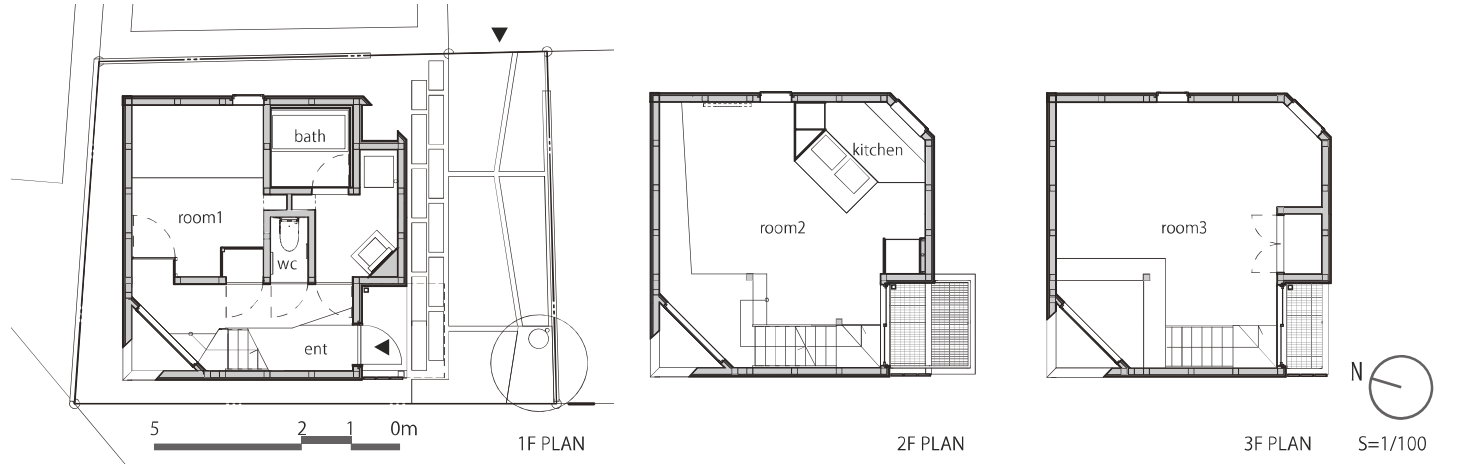 bath
room1
wc
ent
5 2 1 0m
1F PLAN
kitchen
room2
2F PLAN
room3
3F PLAN
N
S=1/100